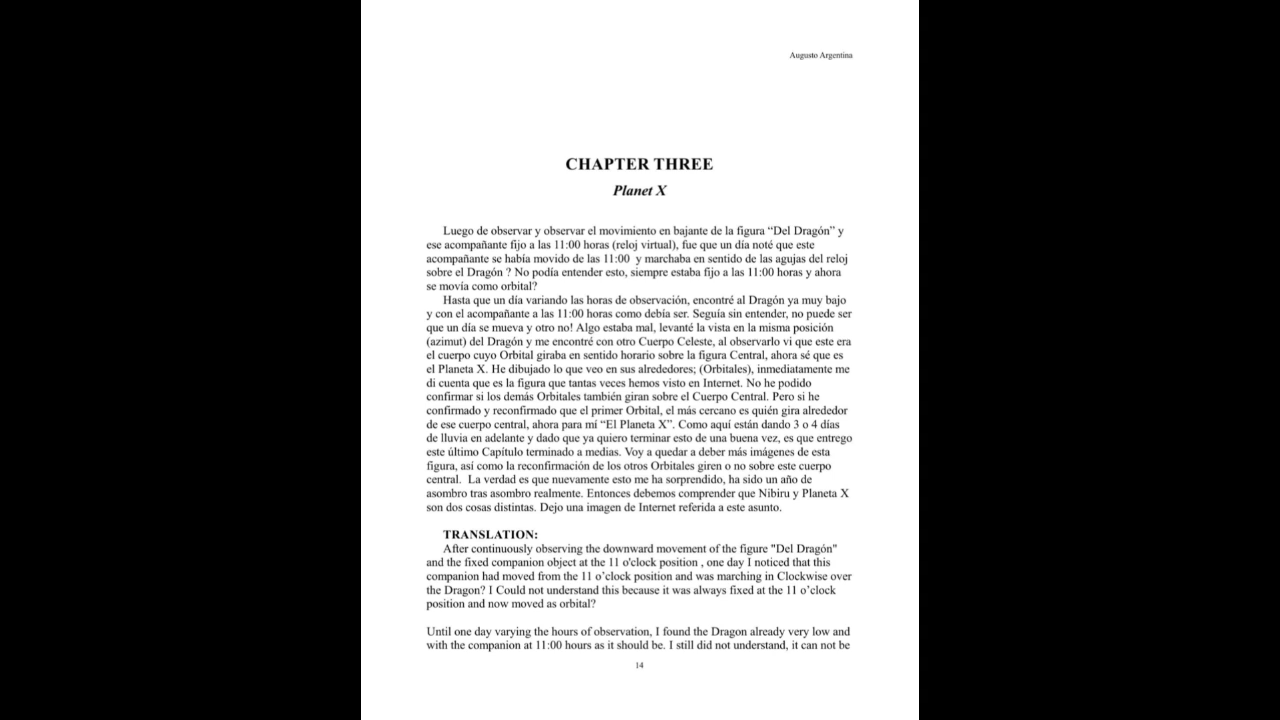 Augusto Argentina
CHAPTER THREE
Planet X
Luego de observar y observar el movimiento en bajante de la figura “Del Dragón” y
ese acompañante fijo a las 11:00 horas (reloj virtual), fue que un día noté que este
acompañante se había movido de las 11:00  y marchaba en sentido de las agujas del reloj
sobre el Dragón ? No podía entender esto, siempre estaba fijo a las 11:00 horas y ahora
se movía como orbital?
Hasta que un día variando las horas de observación, encontré al Dragón ya muy bajo
y con el acompañante a las 11:00 horas como debía ser. Seguía sin entender, no puede ser
que un día se mueva y otro no! Algo estaba mal, levanté la vista en la misma posición
(azimut) del Dragón y me encontré con otro Cuerpo Celeste, al observarlo vi que este era
el cuerpo cuyo Orbital giraba en sentido horario sobre la figura Central, ahora sé que es
el Planeta X. He dibujado lo que veo en sus alrededores; (Orbitales), inmediatamente me
di cuenta que es la figura que tantas veces hemos visto en Internet. No he podido
confirmar si los demás Orbitales también giran sobre el Cuerpo Central. Pero si he
confirmado y reconfirmado que el primer Orbital, el más cercano es quién gira alrededor
de ese cuerpo central, ahora para mí “El Planeta X”. Como aquí están dando 3 o 4 días
de lluvia en adelante y dado que ya quiero terminar esto de una buena vez, es que entrego
este último Capítulo terminado a medias. Voy a quedar a deber más imágenes de esta
figura, así como la reconfirmación de los otros Orbitales giren o no sobre este cuerpo
central.  La verdad es que nuevamente esto me ha sorprendido, ha sido un año de
asombro tras asombro realmente. Entonces debemos comprender que Nibiru y Planeta X
son dos cosas distintas. Dejo una imagen de Internet referida a este asunto.
TRANSLATION:
After continuously observing the downward movement of the figure "Del Dragón"
and the fixed companion object at the 11 o'clock position , one day I noticed that this
companion had moved from the 11 o’clock position and was marching in Clockwise over
the Dragon? I Could not understand this because it was always fixed at the 11 o’clock
position and now moved as orbital?
Until one day varying the hours of observation, I found the Dragon already very low and
with the companion at 11:00 hours as it should be. I still did not understand, it can not be
14